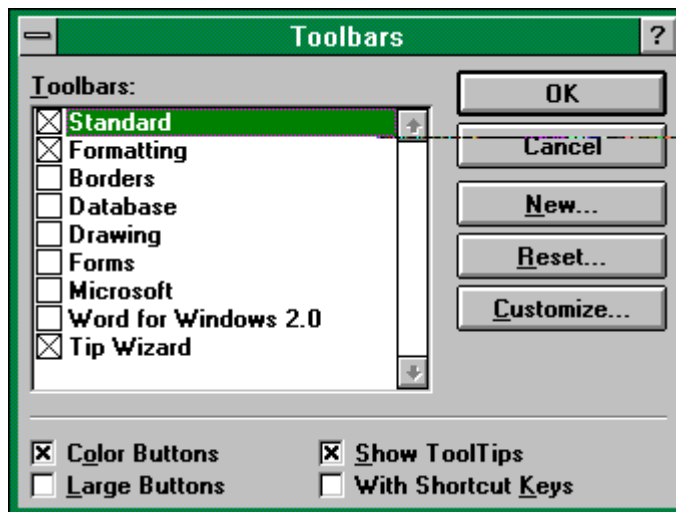 Toolbars
?
Toolbars:
Standard
Formatting
Borders
Database
Drawing
Forms
Microsoft
Word for Windows 2.0
Tip Wizard
OK
Cancel
New...
Reset...
Customize...
Color Buttons
Show ToolTips
Large Buttons
With Shortcut Keys